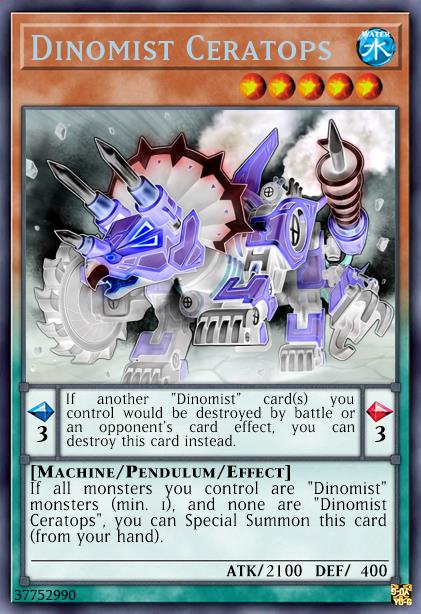 Dinomist Ceratops
WATER
水
If another "Dinomist" card(s) you
control would be destroyed by battle or
an opponent's card effect, you can
destroy this card instead.
3
3
[Machine/Pendulum/Effect]
If all monsters you control are "Dinomist"
monsters (min. 1), and none are "Dinomist
Ceratops", you can Special Summon this card
(from your hand).
ATK/2100 DEF/ 400
37752990